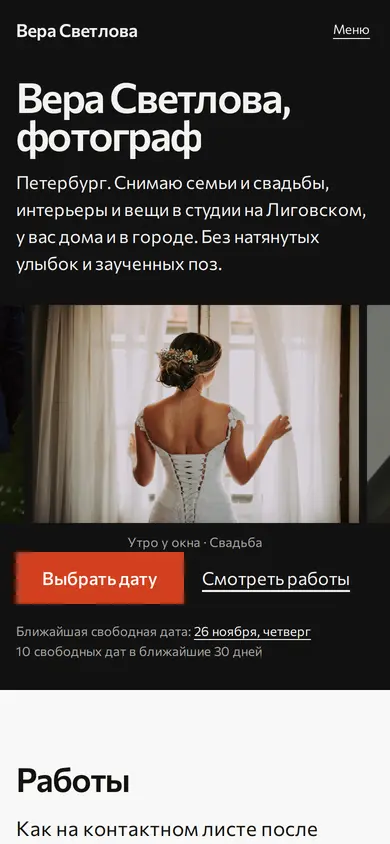 Вера Светлова
Меню
Вера Светлова,
фотограф
Петербург. Снимаю семьи и свадьбы,
интерьеры и вещи в студии на Лиговском,
у вас дома и в городе. Без натянутых
улыбок и заученных поз.
Утро у окна · Свадьба
Выбрать дату
Смотреть работы
Ближайшая свободная дата: 26 ноября, четверг
10 свободных дат в ближайшие 30 дней
Работы
Как на контактном листе после